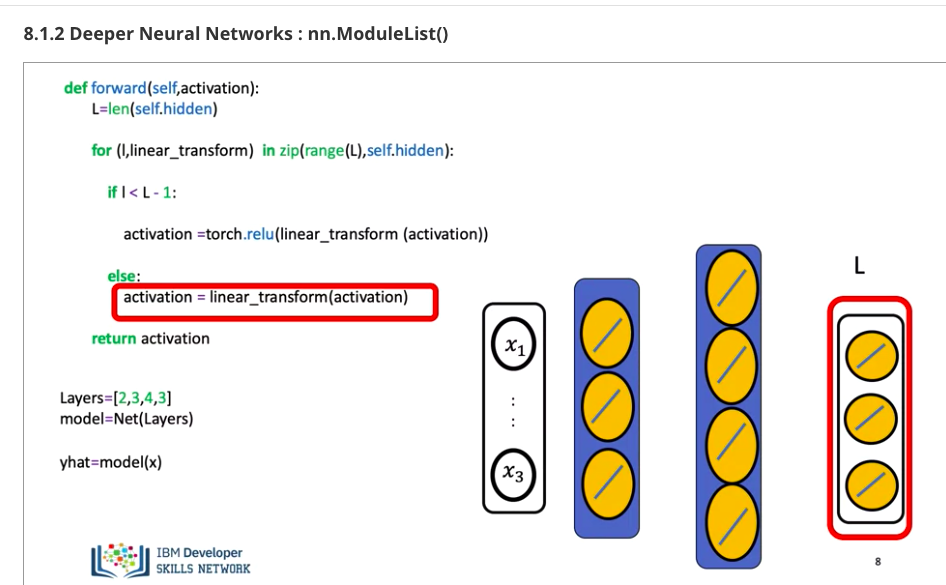 8.1.2 Deeper Neural Networks : nn.ModuleList()
def forward(self,activation):
L=len(self.hidden)
for (l,linear_transform) in zip(range(L),self.hidden):
if l < L - 1:
activation =torch.relu(linear_transform (activation))
else:
activation = linear_transform(activation)
return activation
Layers=[2,3,4,3]
model=Net(Layers)
yhat=model(x)
L
x₁
:
:
x₃
IBM Developer
SKILLS NETWORK
8